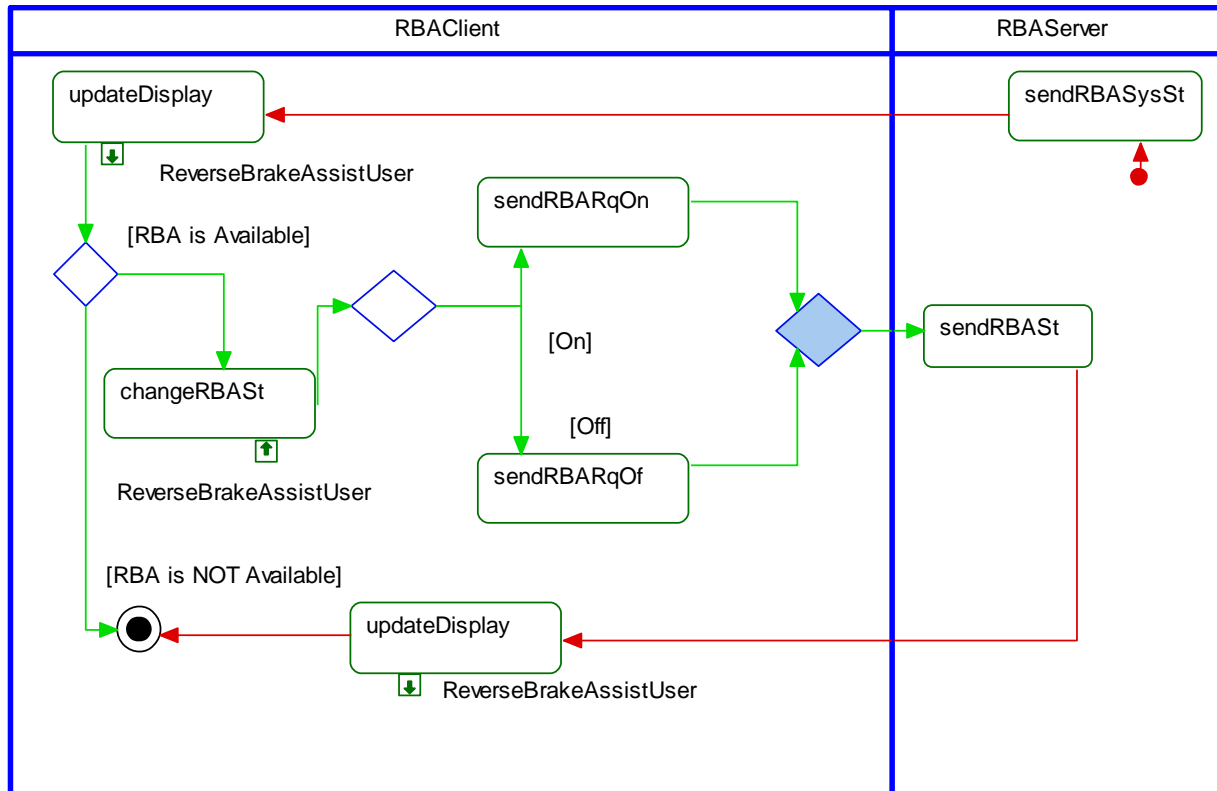 RBAClient
RBAServer
updateDisplay
sendRBASysSt
ReverseBrakeAssistUser
sendRBARqOn
[RBA is Available]
sendRBASt
[On]
changeRBASt
[Off]
sendRBARqOf
ReverseBrakeAssistUser
[RBA is NOT Available]
updateDisplay
ReverseBrakeAssistUser